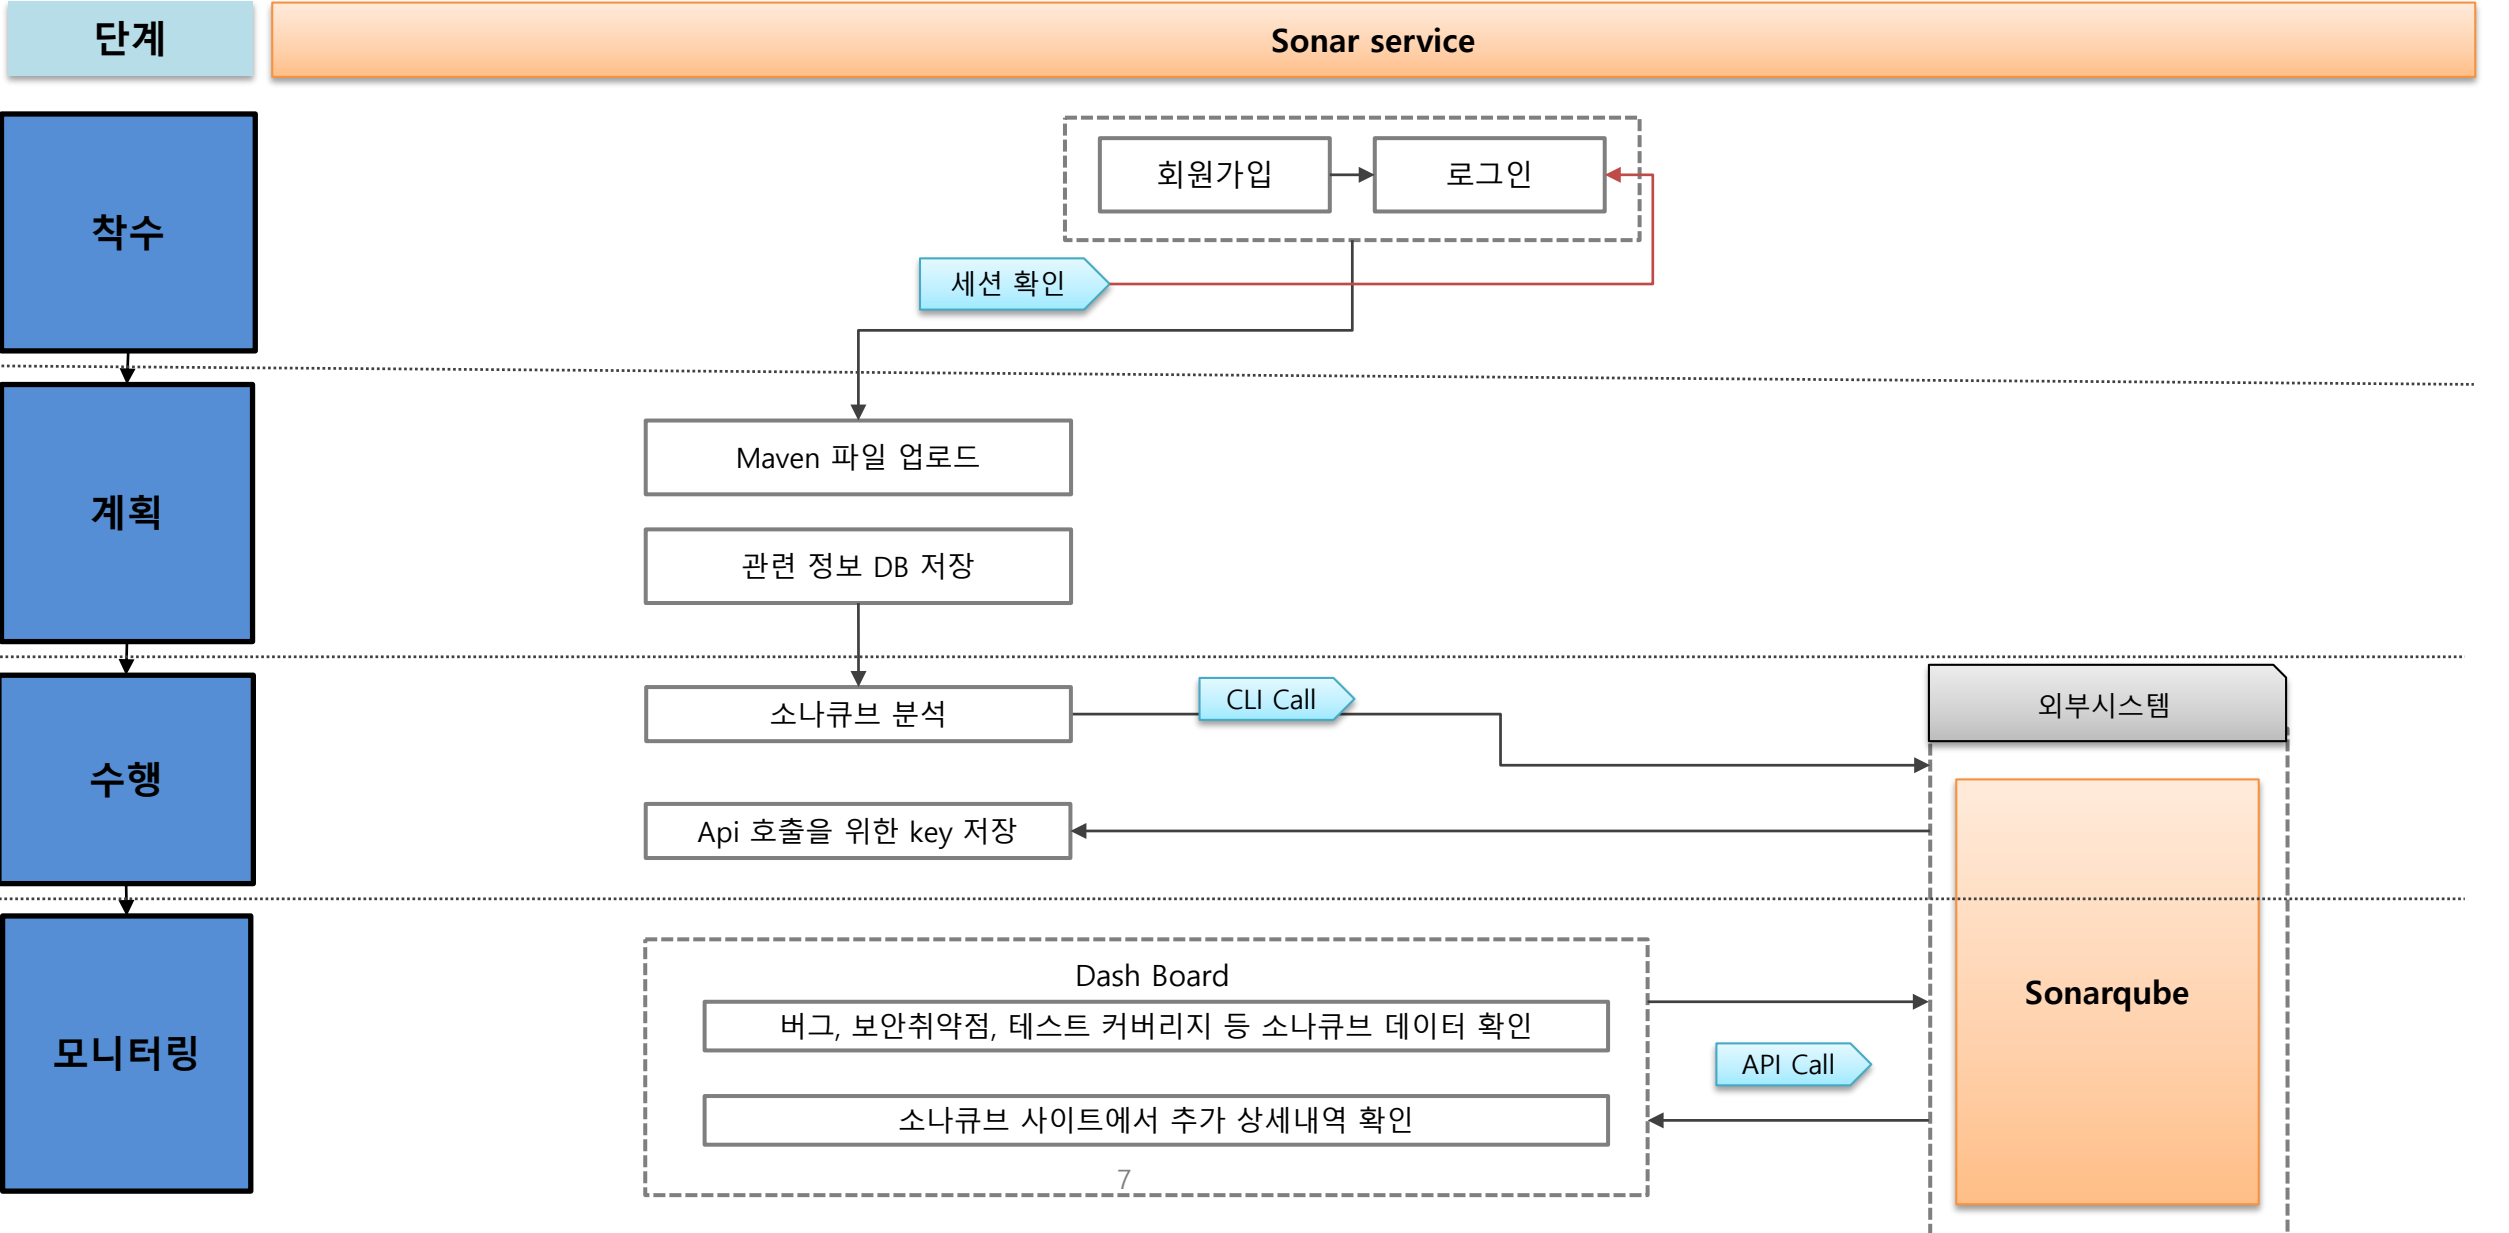 단계
Sonar service
착수
회원가입
로그인
세션 확인
계획
Maven 파일 업로드
관련 정보 DB 저장
수행
소나큐브 분석
CLI Call
외부시스템
Api 호출을 위한 key 저장
모니터링
Dash Board
버그, 보안취약점, 테스트 커버리지 등 소나큐브 데이터 확인
Sonarqube
API Call
소나큐브 사이트에서 추가 상세내역 확인
7